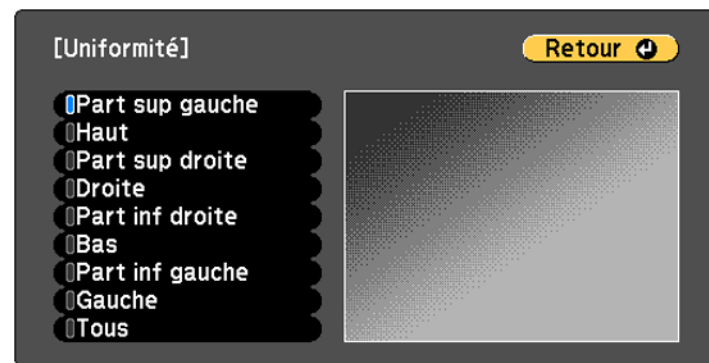 [Uniformité]
Retour
Part sup gauche
Haut
Part sup droite
Droite
Part inf droite
Bas
Part inf gauche
Gauche
Tous